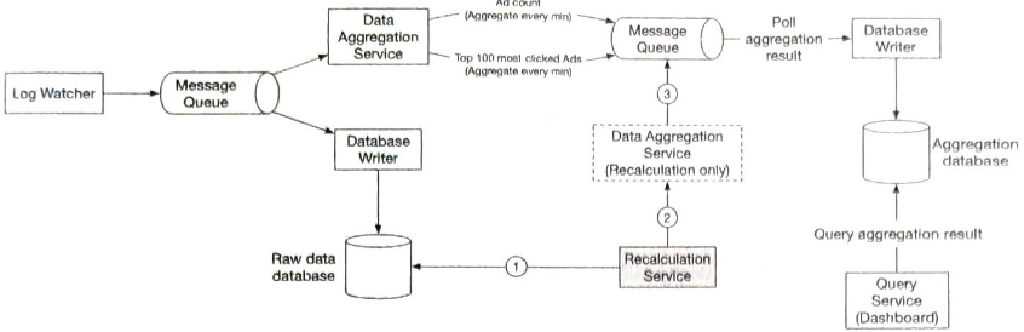 Ad count
(Aggregate every min)
Data
Aggregation
Service
Top 100 most clicked Ads
(Aggregate every min)
Message
Queue
Poll
aggregation
result
Database
Writer
Log Watcher
Message
Queue
3
Database
Writer
Data Aggregation
Service
(Recalculation only)
Aggregation
database
2
Query aggregation result
Raw data
database
1
Recalculation
Service
Query
Service
(Dashboard)